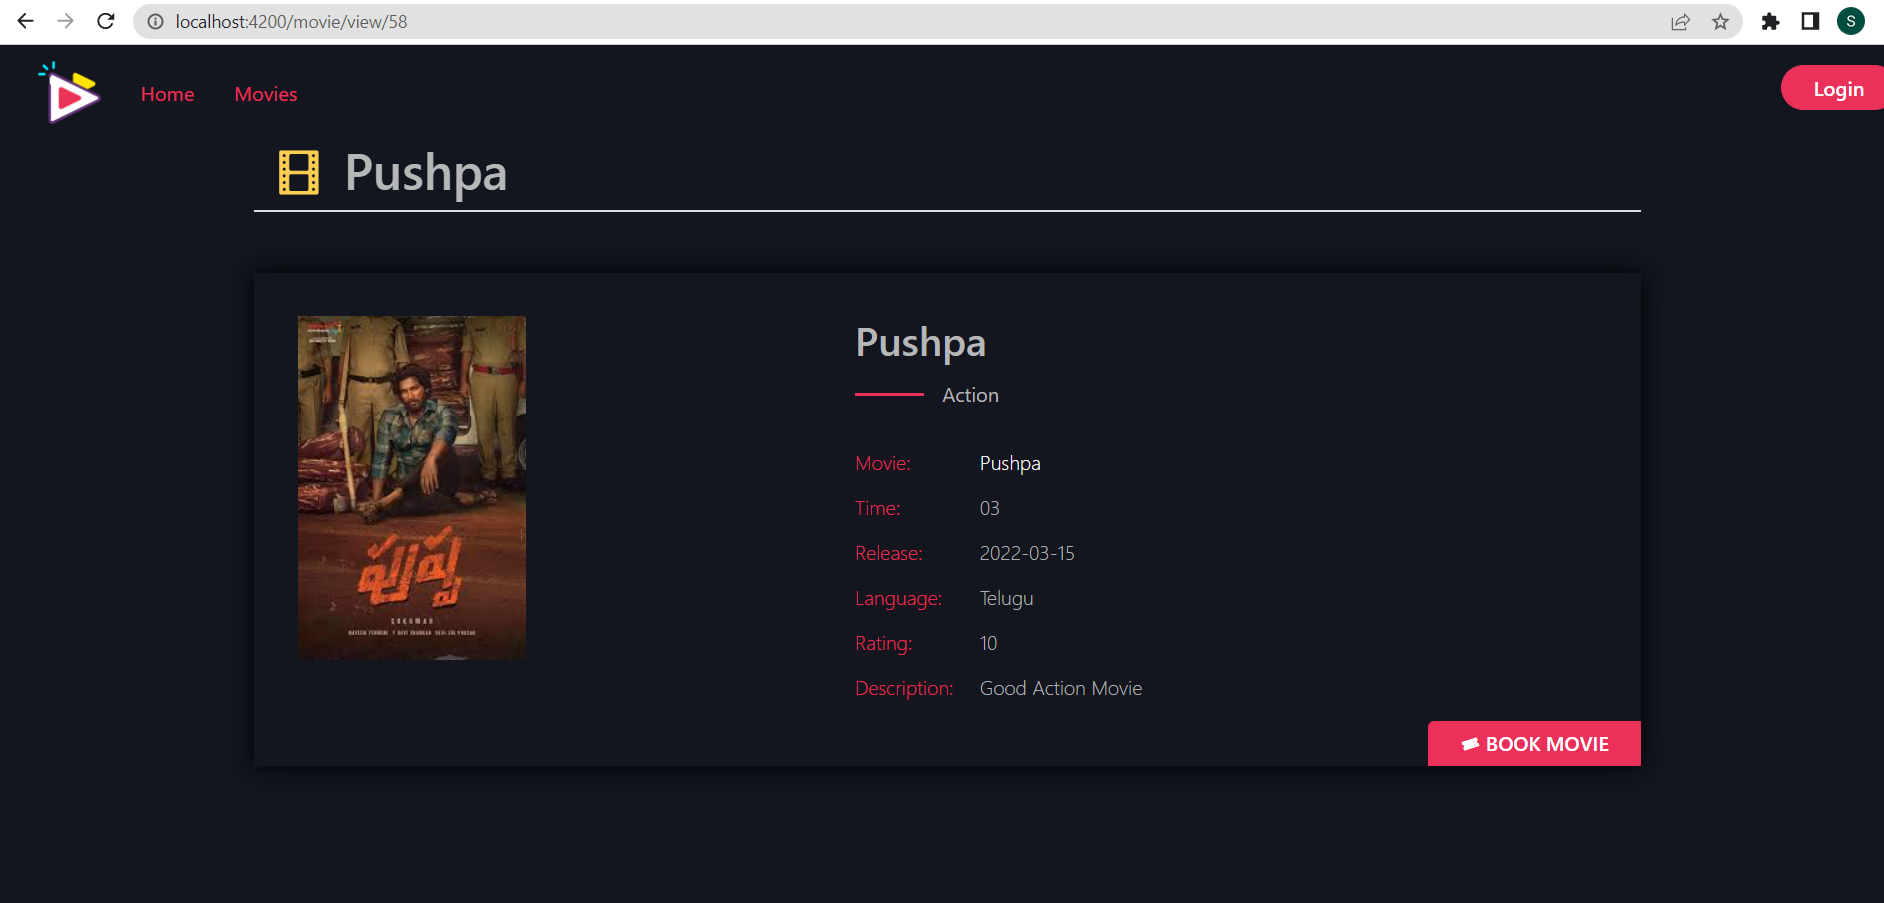 localhost:4200/movie/view/58
S
Home
Movies
Login
Pushpa
పుష్ప
SUKUMAR
Pushpa
Action
Movie: Pushpa
Time: 03
Release: 2022-03-15
Language: Telugu
Rating: 10
Description: Good Action Movie
BOOK MOVIE